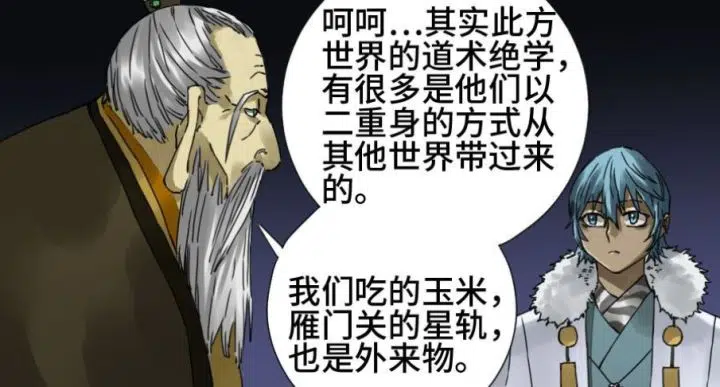 呵呵...其实此方
世界的道术绝学，
有很多是他们以
二重身的方式从
其他世界带过来
的。
我们吃的玉米，
雁门关的星轨，
也是外来物。